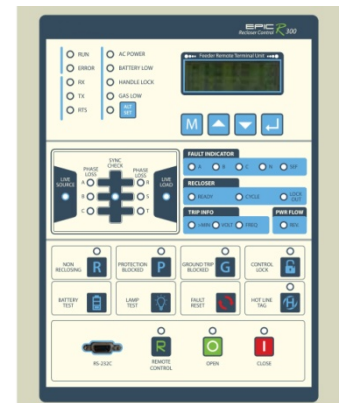 EPIC R300
Recloser Control
RUN
ERROR
RX
TX
RTS
AC POWER
BATTERY LOW
HANDLE LOCK
GAS LOW
ALT
SET
Feeder Remote Terminal Unit
M
FAULT INDICATOR
A B C N SEF
RECLOSER
READY CYCLE LOCK
OUT
TRIP INFO PWR FLOW
VOLT FREQ REV
SYNC
CHECK
PHASE
LOSS
PHASE
LOSS
LIVE
SOURCE
LIVE
LOAD
A R
B S
C T
NON
RECLOSING
R
PROTECTION
BLOCKED
P
GROUND TRIP
BLOCKED
G
CONTROL
LOCK
BATTERY
TEST
LAMP
TEST
FAULT
RESET
HOT LINE
TAG
RS-232C
R
REMOTE
CONTROL
O
OPEN
I
CLOSE